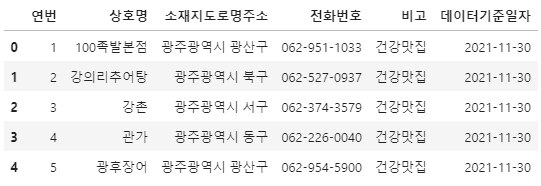 연번 상호명 소재지도로명주소 전화번호 비고 데이터기준일자
0 1 100족발본점 광주광역시 광산구 062-951-1033 건강맛집 2021-11-30
1 2 강의리추어탕 광주광역시 북구 062-527-0937 건강맛집 2021-11-30
2 3 강촌 광주광역시 서구 062-374-3579 건강맛집 2021-11-30
3 4 관가 광주광역시 동구 062-226-0040 건강맛집 2021-11-30
4 5 광후장어 광주광역시 광산구 062-954-5900 건강맛집 2021-11-30